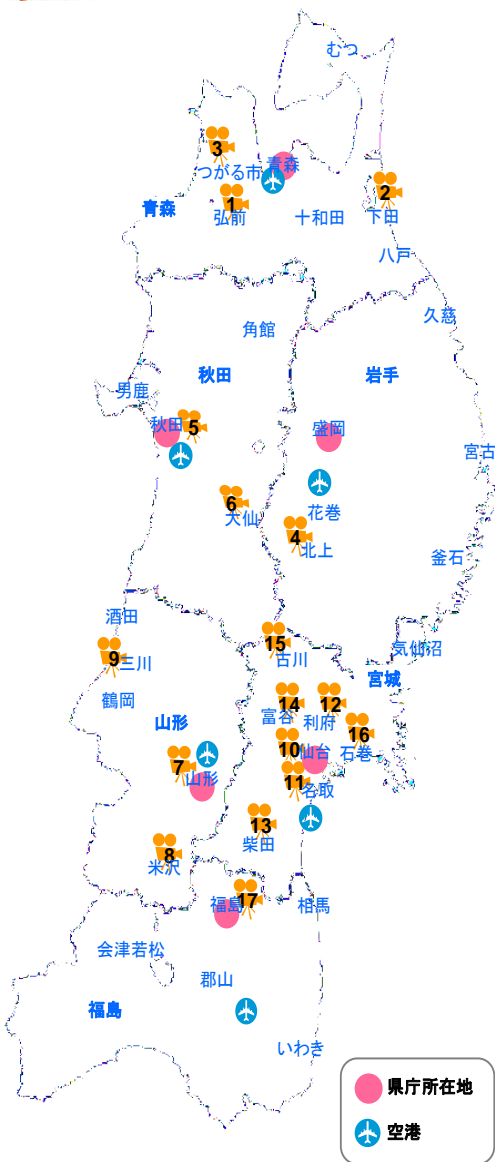 むつ
3
つがる市
青森
2
青森
1
弘前
十和田
下田
八戸
久慈
角館
秋田
岩手
男鹿
秋田
5
盛岡
宮古
6
大仙
花巻
4
北上
釜石
酒田
15
気仙沼
9
三川
古川
宮城
鶴岡
14
12
山形
富谷
利府
16
10
仙台
石巻
7
山形
11
名取
13
柴田
8
米沢
17
福島
相馬
会津若松
郡山
福島
いわき
県庁所在地
空港